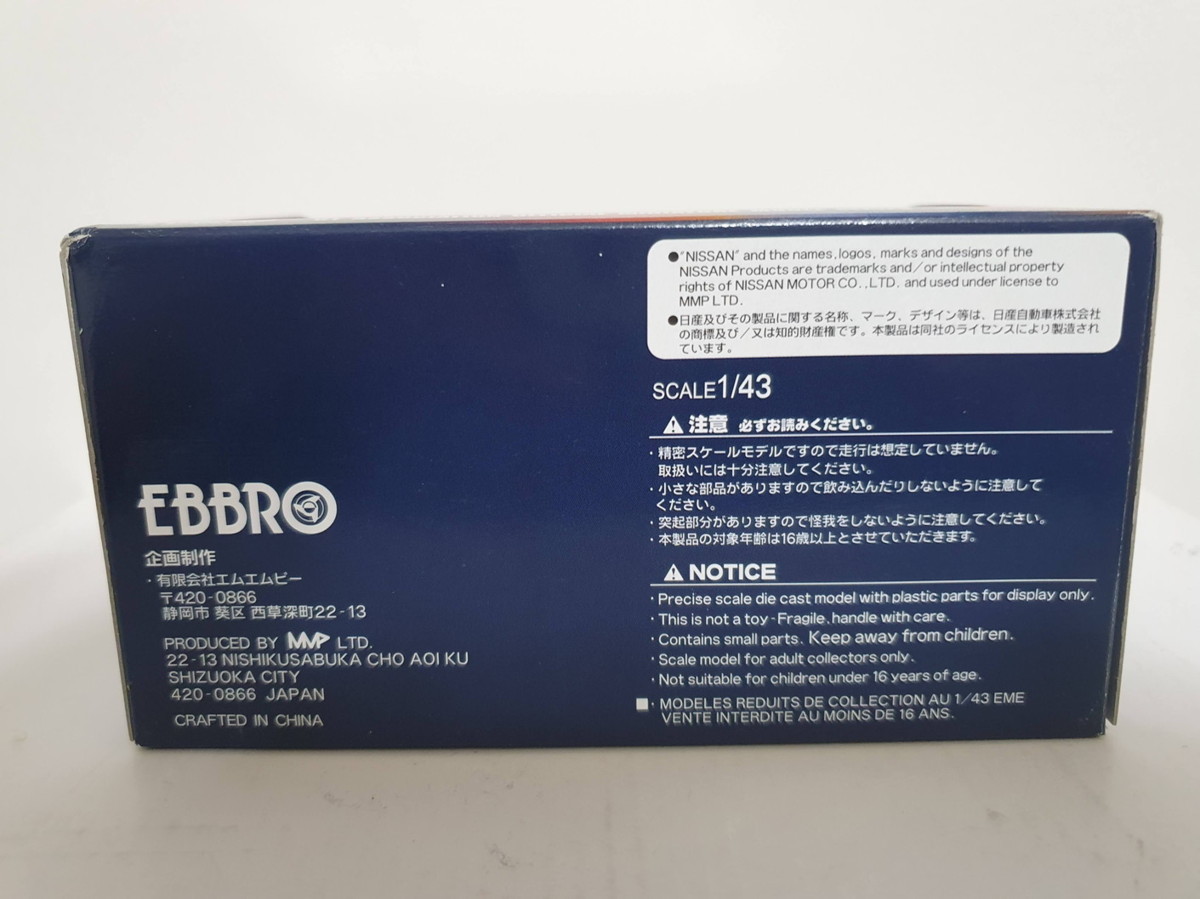 ●"NISSAN" and the names, logos, marks and designs of the
NISSAN Products are trademarks and/or intellectual property
rights of NISSAN MOTOR CO.,LTD. and used under license to
MMP LTD.
●日産及びその製品に関する名称、マーク、デザイン等は、日産自動車株式会社
の商標及び/又は知的財産権です。本製品は同社のライセンスにより製造され
ています。
SCALE1/43
注意 必ずお読みください。
・精密スケールモデルですので走行は想定していません。
取扱いには十分注意してください。
・小さな部品がありますので飲み込んだりしないように注意して
ください。
・突起部分がありますので怪我をしないように注意してください。
・本製品の対象年齢は16歳以上とさせていただきます。
NOTICE
・Precise scale die cast model with plastic parts for display only.
・This is not a toy-Fragile, handle with care.
・Contains small parts. Keep away from children.
・Scale model for adult collectors only.
・Not suitable for children under 16 years of age.
■・MODELES REDUITS DE COLLECTION AU 1/43 EME
VENTE INTERDITE AU MOINS DE 16 ANS.
EBBRO
企画制作
・有限会社エムエムピー
〒420-0866
静岡市 葵区 西草深町22-13
PRODUCED BY MMP LTD.
22-13 NISHIKUSABUKA CHO AOI KU
SHIZUOKA CITY
420-0866 JAPAN
CRAFTED IN CHINA